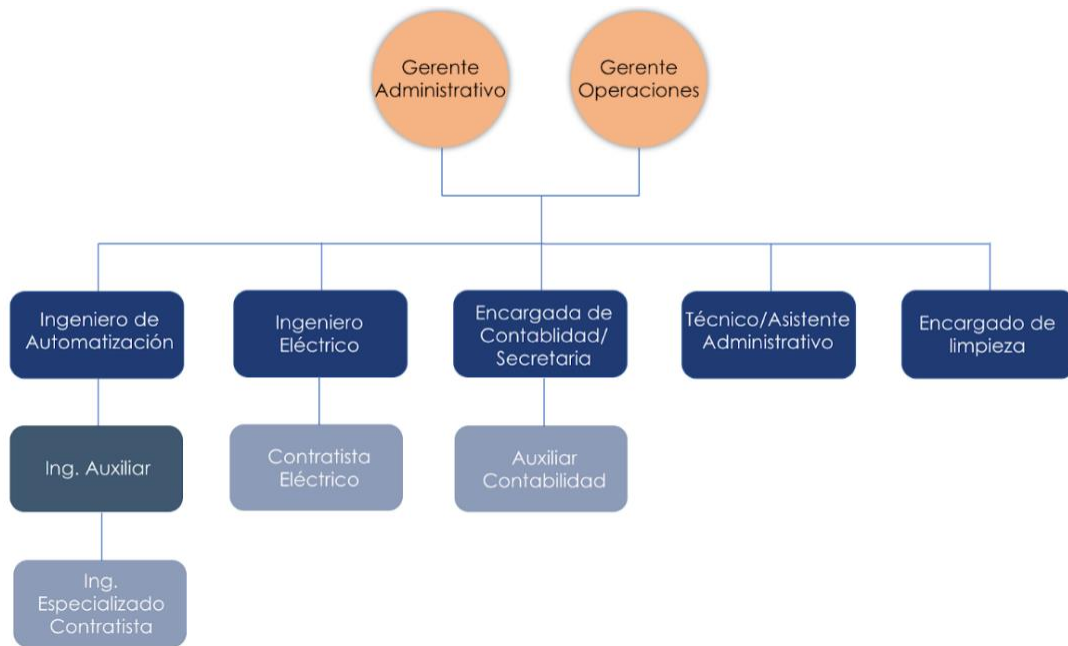 Gerente
Administrativo
Gerente
Operaciones
Ingeniero de
Automatización
Ingeniero
Eléctrico
Encargada de
Contablidad/
Secretaria
Técnico/Asistente
Administrativo
Encargado de
limpieza
Ing. Auxiliar
Contratista
Eléctrico
Auxiliar
Contabilidad
Ing.
Especializado
Contratista